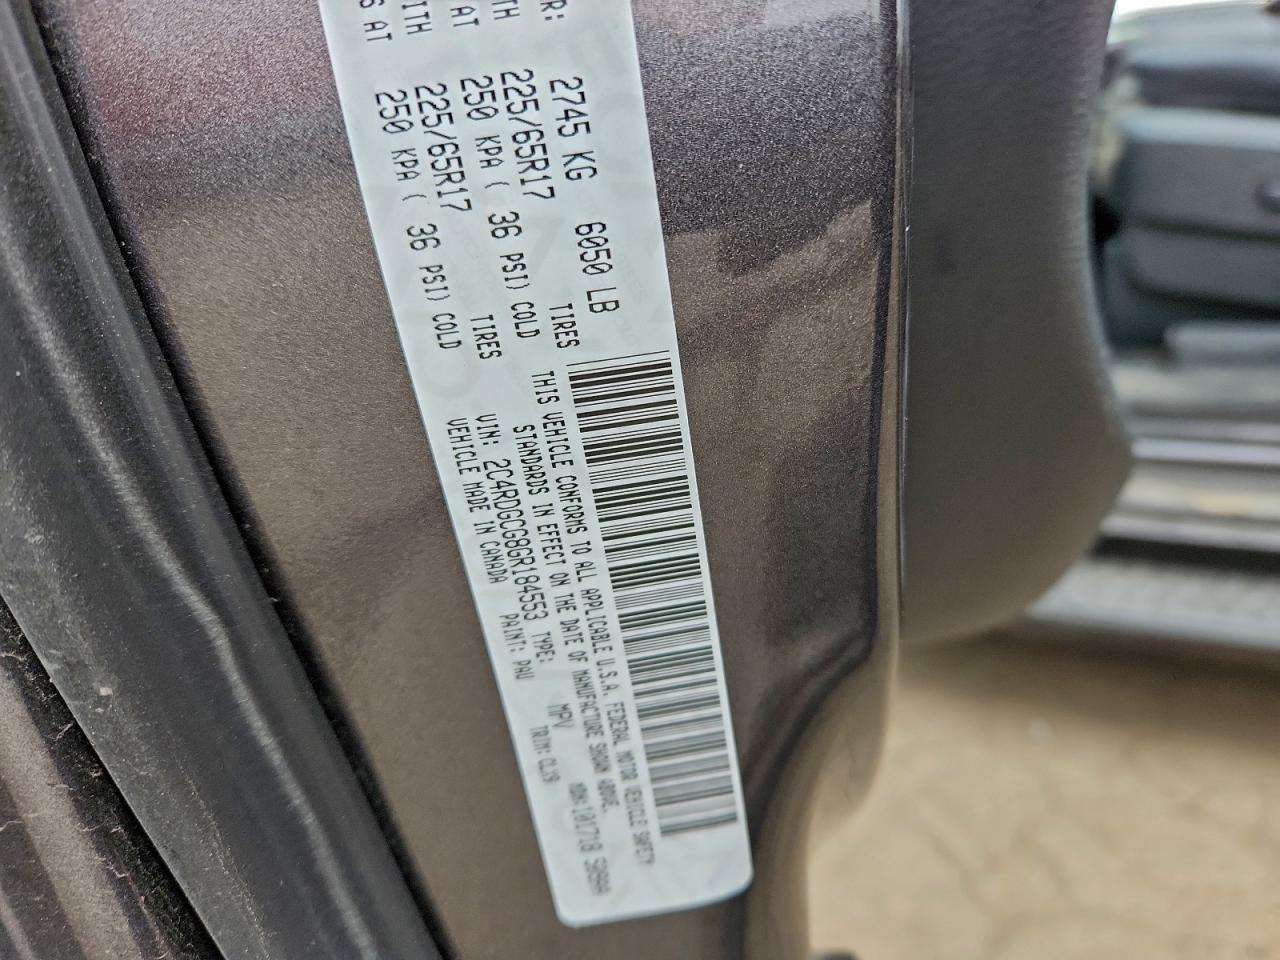 R: 2745 KG 6050 LB
TH 225/65R17 TIRES
AT 250 KPA ( 36 PSI) COLD
ITH 225/65R17 TIRES
S AT 250 KPA ( 36 PSI) COLD
THIS VEHICLE CONFORMS TO ALL APPLICABLE U.S.A. FEDERAL MOTOR VEHICLE SAFETY
STANDARDS IN EFFECT ON THE DATE OF MANUFACTURE SHOWN ABOVE.
VIN: 2C4RDGCG8GR184553 TYPE: MPV
VEHICLE MADE IN CANADA PAINT: PAU TRIM: CLX9